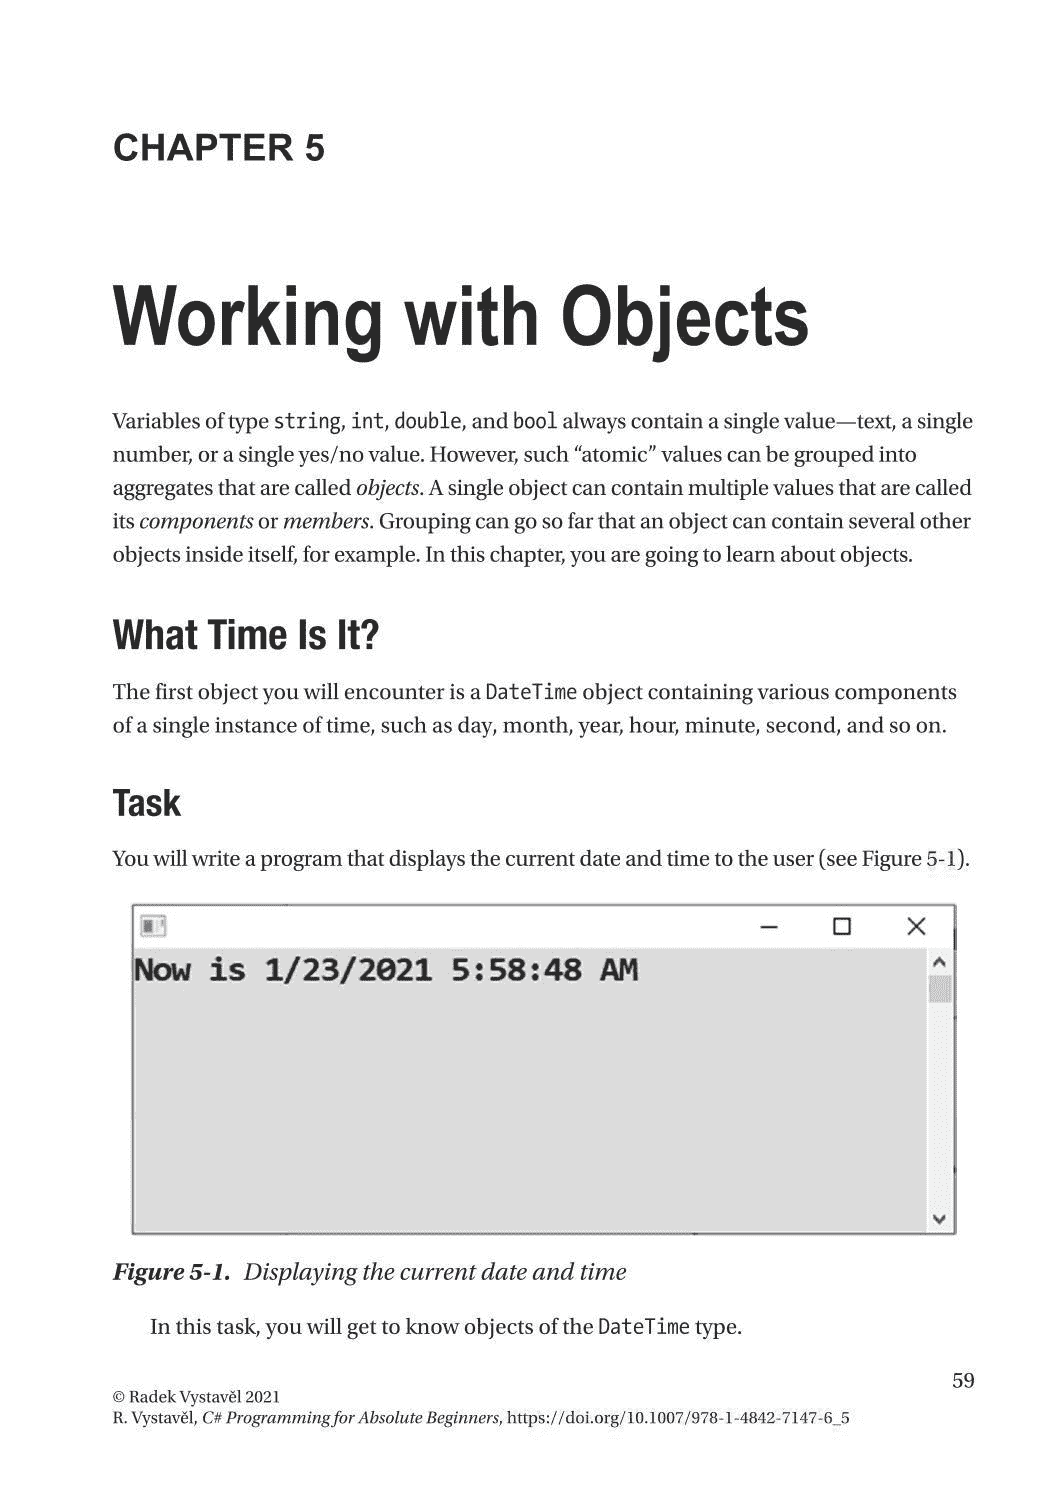 CHAPTER 5
Working with Objects
Variables of type string, int, double, and bool always contain a single value—text, a single
number, or a single yes/no value. However, such “atomic” values can be grouped into
aggregates that are called objects. A single object can contain multiple values that are called
its components or members. Grouping can go so far that an object can contain several other
objects inside itself, for example. In this chapter, you are going to learn about objects.
What Time Is It?
The first object you will encounter is a DateTime object containing various components
of a single instance of time, such as day, month, year, hour, minute, second, and so on.
Task
You will write a program that displays the current date and time to the user (see Figure 5-1).
Now is 1/23/2021 5:58:48 AM
Figure 5-1. Displaying the current date and time
In this task, you will get to know objects of the DateTime type.
59
© Radek Vystavěl 2021
R. Vystavěl, C# Programming for Absolute Beginners, https://doi.org/10.1007/978-1-4842-7147-6_5